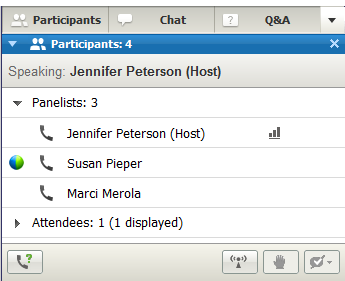 Participants Chat Q&A
Participants: 4
Speaking: Jennifer Peterson (Host)
Panelists: 3
Jennifer Peterson (Host)
Susan Pieper
Marci Merola
Attendees: 1 (1 displayed)